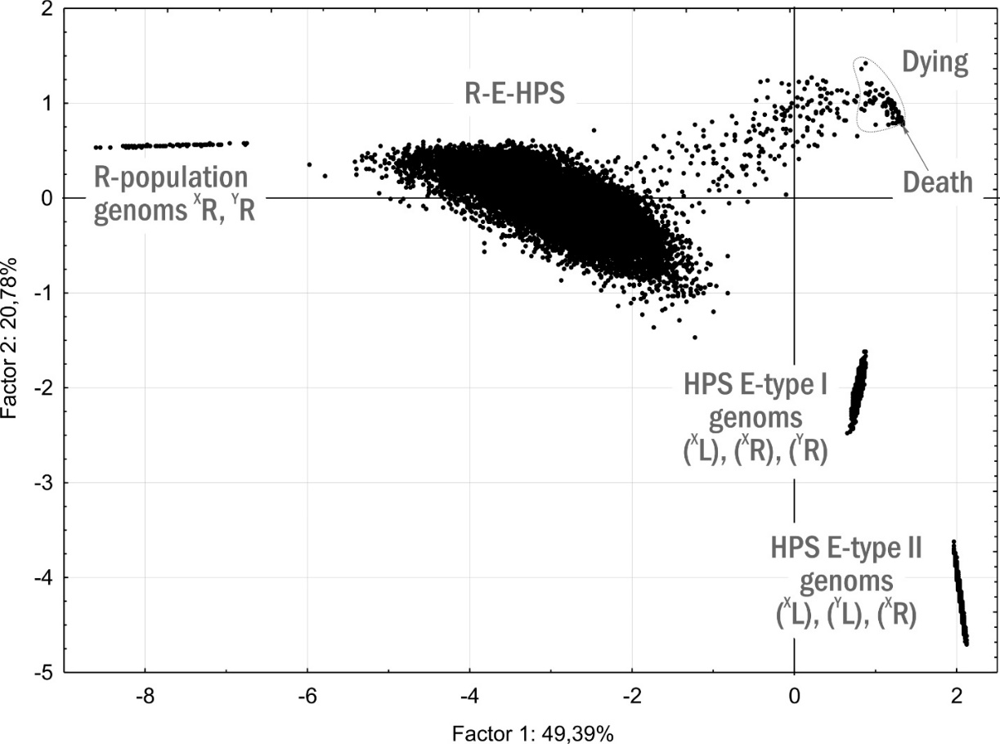 2
1
0
-1
-2
-3
-4
-5
Factor 2: 20,78%
R-E-HPS
Dying
Death
R-population
genoms ˣR, ʸR
HPS E-type I
genoms
(ˣL), (ˣR), (ʸR)
HPS E-type II
genoms
(ˣL), (ʸL), (ˣR)
-8 -6 -4 -2 0 2
Factor 1: 49,39%